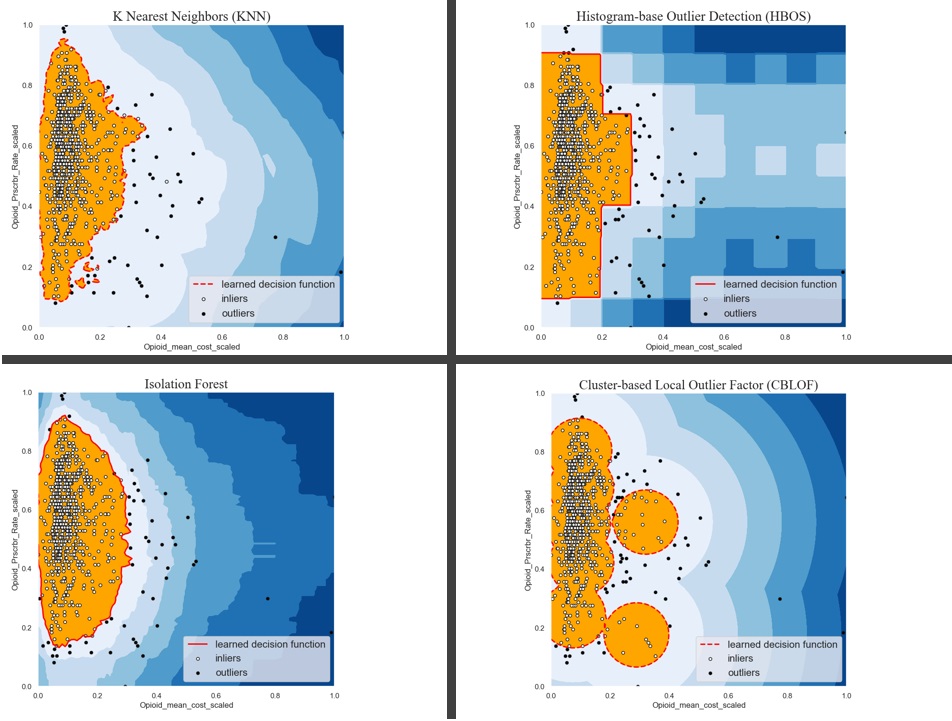 K Nearest Neighbors (KNN)
1.0
0.8
0.6
0.4
0.2
0.0
Opioid_Prscrbr_Rate_scaled
learned decision function
inliers
outliers
0.0 0.2 0.4 0.6 0.8 1.0
Opioid_mean_cost_scaled
Histogram-base Outlier Detection (HBOS)
1.0
0.8
0.6
0.4
0.2
0.0
Opioid_Prscrbr_Rate_scaled
learned decision function
inliers
outliers
0.0 0.2 0.4 0.6 0.8 1.0
Opioid_mean_cost_scaled
Isolation Forest
1.0
0.8
0.6
0.4
0.2
0.0
Opioid_Prscrbr_Rate_scaled
learned decision function
inliers
outliers
0.0 0.2 0.4 0.6 0.8 1.0
Opioid_mean_cost_scaled
Cluster-based Local Outlier Factor (CBLOF)
1.0
0.8
0.6
0.4
0.2
0.0
Opioid_Prscrbr_Rate_scaled
learned decision function
inliers
outliers
0.0 0.2 0.4 0.6 0.8 1.0
Opioid_mean_cost_scaled